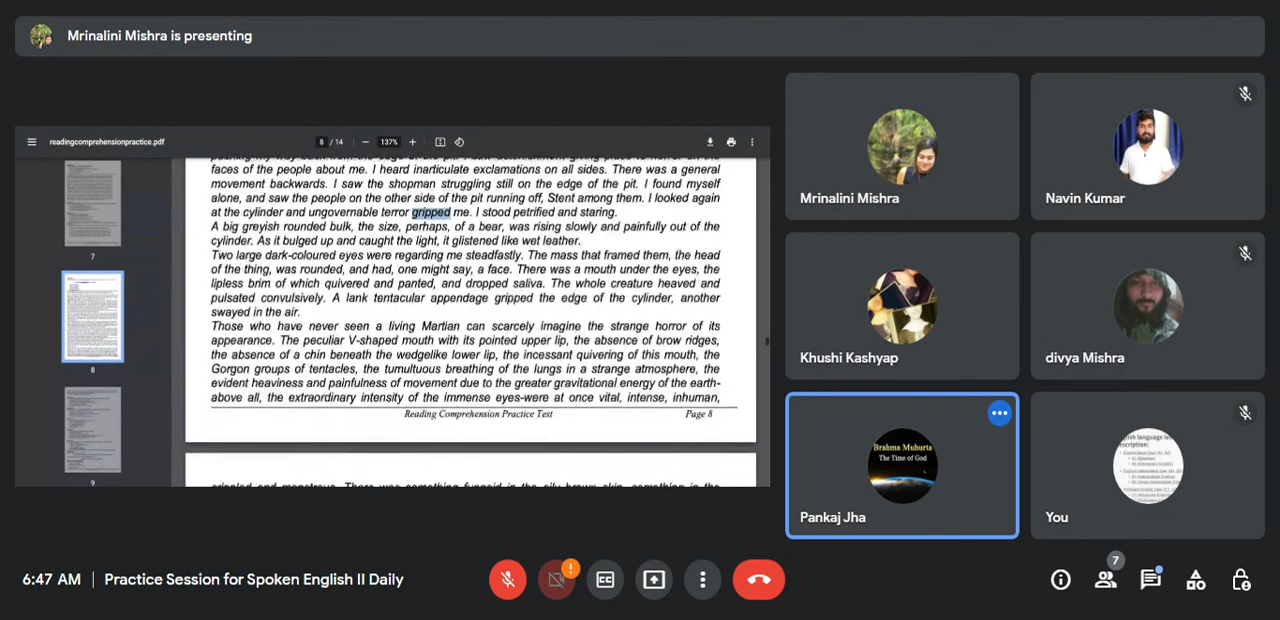 Mrinalini Mishra is presenting
readingcomprehensionpractice.pdf
8 / 14
137%
faces of the people about me. I heard inarticulate exclamations on all sides. There was a general
movement backwards. I saw the shopman struggling still on the edge of the pit. I found myself
alone, and saw the people on the other side of the pit running off, Stent among them. I looked again
at the cylinder and ungovernable terror gripped me. I stood petrified and staring.
A big greyish rounded bulk, the size, perhaps, of a bear, was rising slowly and painfully out of the
cylinder. As it bulged up and caught the light, it glistened like wet leather.
Two large dark-coloured eyes were regarding me steadfastly. The mass that framed them, the head
of the thing, was rounded, and had, one might say, a face. There was a mouth under the eyes, the
lipless brim of which quivered and panted, and dropped saliva. The whole creature heaved and
pulsated convulsively. A lank tentacular appendage gripped the edge of the cylinder, another
swayed in the air.
Those who have never seen a living Martian can scarcely imagine the strange horror of its
appearance. The peculiar V-shaped mouth with its pointed upper lip, the absence of brow ridges,
the absence of a chin beneath the wedgelike lower lip, the incessant quivering of this mouth, the
Gorgon groups of tentacles, the tumultuous breathing of the lungs in a strange atmosphere, the
evident heaviness and painfulness of movement due to the greater gravitational energy of the earth-
above all, the extraordinary intensity of the immense eyes-were at once vital, intense, inhuman,
Reading Comprehension Practice Test Page 8
7
8
9
Mrinalini Mishra
Navin Kumar
Khushi Kashyap
divya Mishra
Brahma Muhurta
The Time of God
Pankaj Jha
You
6:47 AM | Practice Session for Spoken English II Daily
7